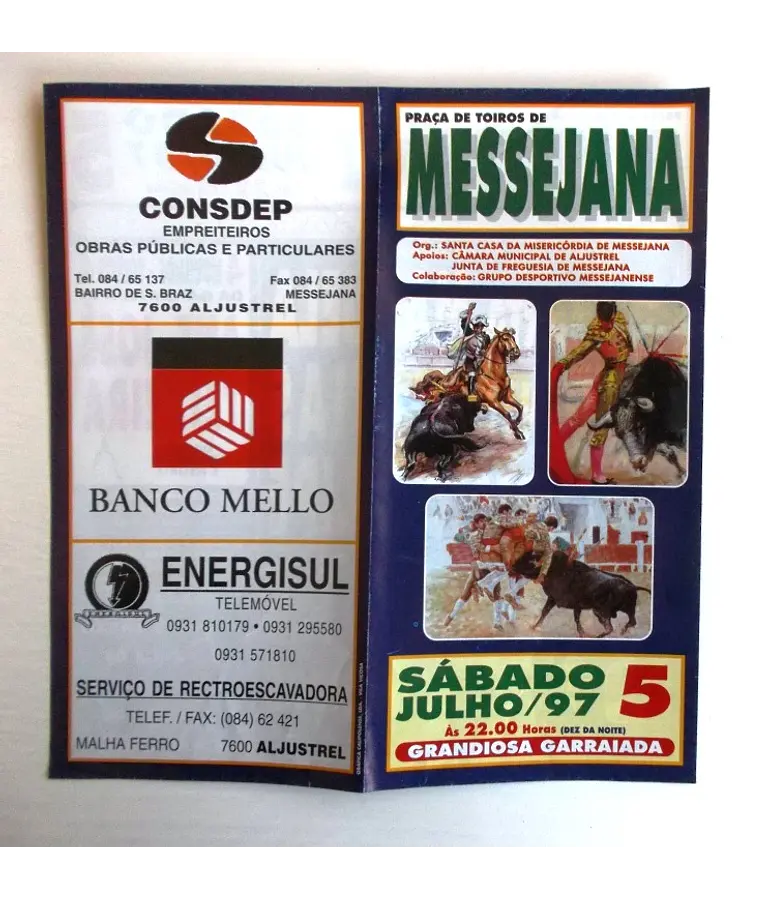 CONSDEP
EMPREITEIROS
OBRAS PÚBLICAS E PARTICULARES
Tel. 084 / 65 137
Fax 084 / 65 383
BAIRRO DE S. BRAZ
MESSEJANA
7600 ALJUSTREL
BANCO MELLO
ENERGISUL
TELEMÓVEL
0931 810179 • 0931 295580
0931 571810
SERVIÇO DE RECTROESCAVADORA
TELEF. / FAX: (084) 62 421
MALHA FERRO 7600 ALJUSTREL
PRAÇA DE TOIROS DE
MESSEJANA
Org.: SANTA CASA DA MISERICÓRDIA DE MESSEJANA
Apoios: CÂMARA MUNICIPAL DE ALJUSTREL
JUNTA DE FREGUESIA DE MESSEJANA
Colaboração: GRUPO DESPORTIVO MESSEJANENSE
SÁBADO 5
JULHO/97
Às 22.00 Horas (DEZ DA NOITE)
GRANDIOSA GARRAIADA